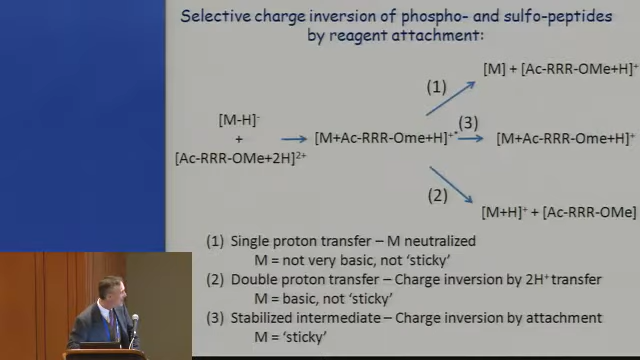 Selective charge inversion of phospho- and sulfo-peptides
by reagent attachment:
[M] + [Ac-RRR-OMe+H]⁺
(1)
[M-H]⁻
+
[Ac-RRR-OMe+2H]²⁺
[M+Ac-RRR-Ome+H]⁺*
(3)
[M+Ac-RRR-Ome+H]⁺
(2)
[M+H]⁺ + [Ac-RRR-OMe]
(1) Single proton transfer – M neutralized
M = not very basic, not 'sticky'
(2) Double proton transfer – Charge inversion by 2H⁺ transfer
M = basic, not 'sticky'
(3) Stabilized intermediate – Charge inversion by attachment
M = 'sticky'